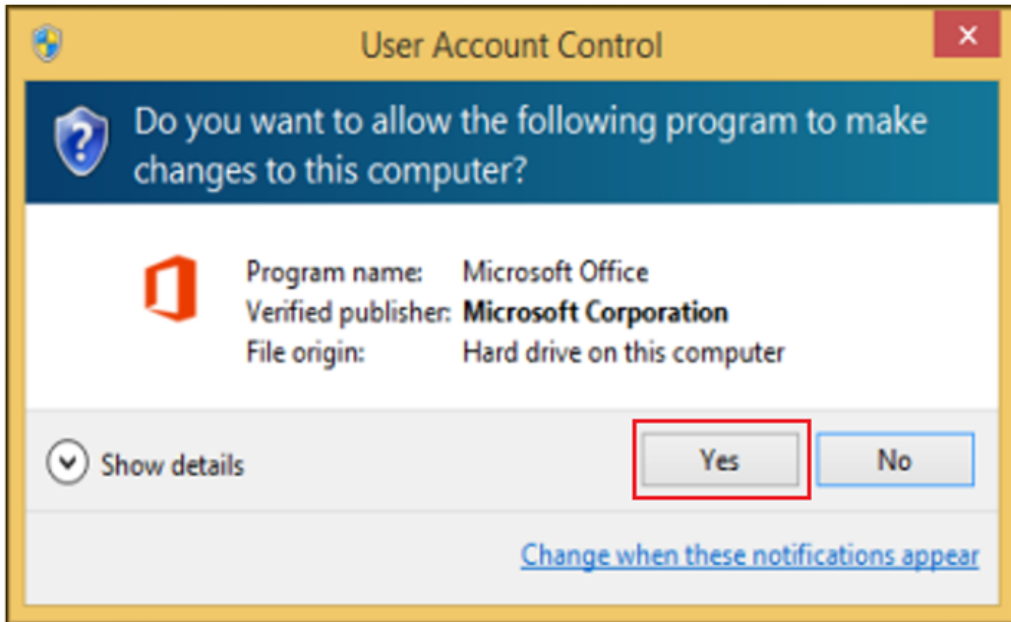 User Account Control
Do you want to allow the following program to make
changes to this computer?
Program name: Microsoft Office
Verified publisher: Microsoft Corporation
File origin: Hard drive on this computer
Show details
Yes
No
Change when these notifications appear